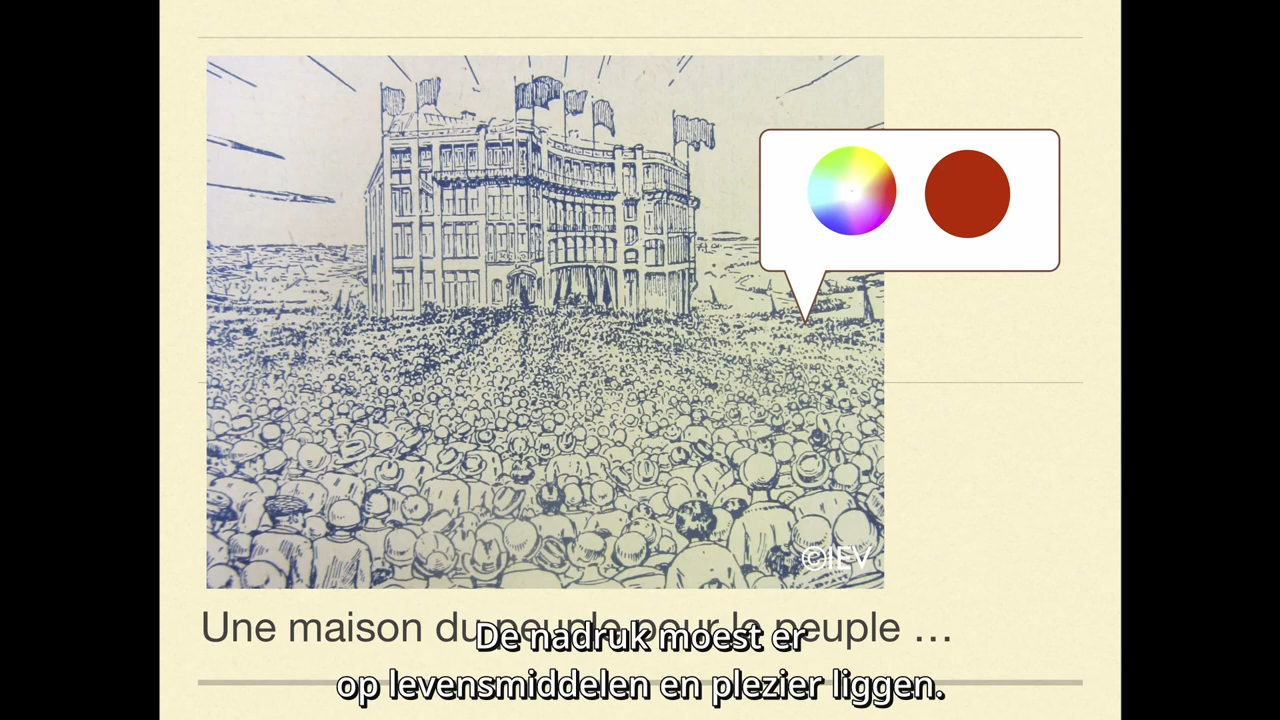 ©IEV
Une maison du peuple pour le peuple …
De nadruk moest er
op levensmiddelen en plezier liggen.